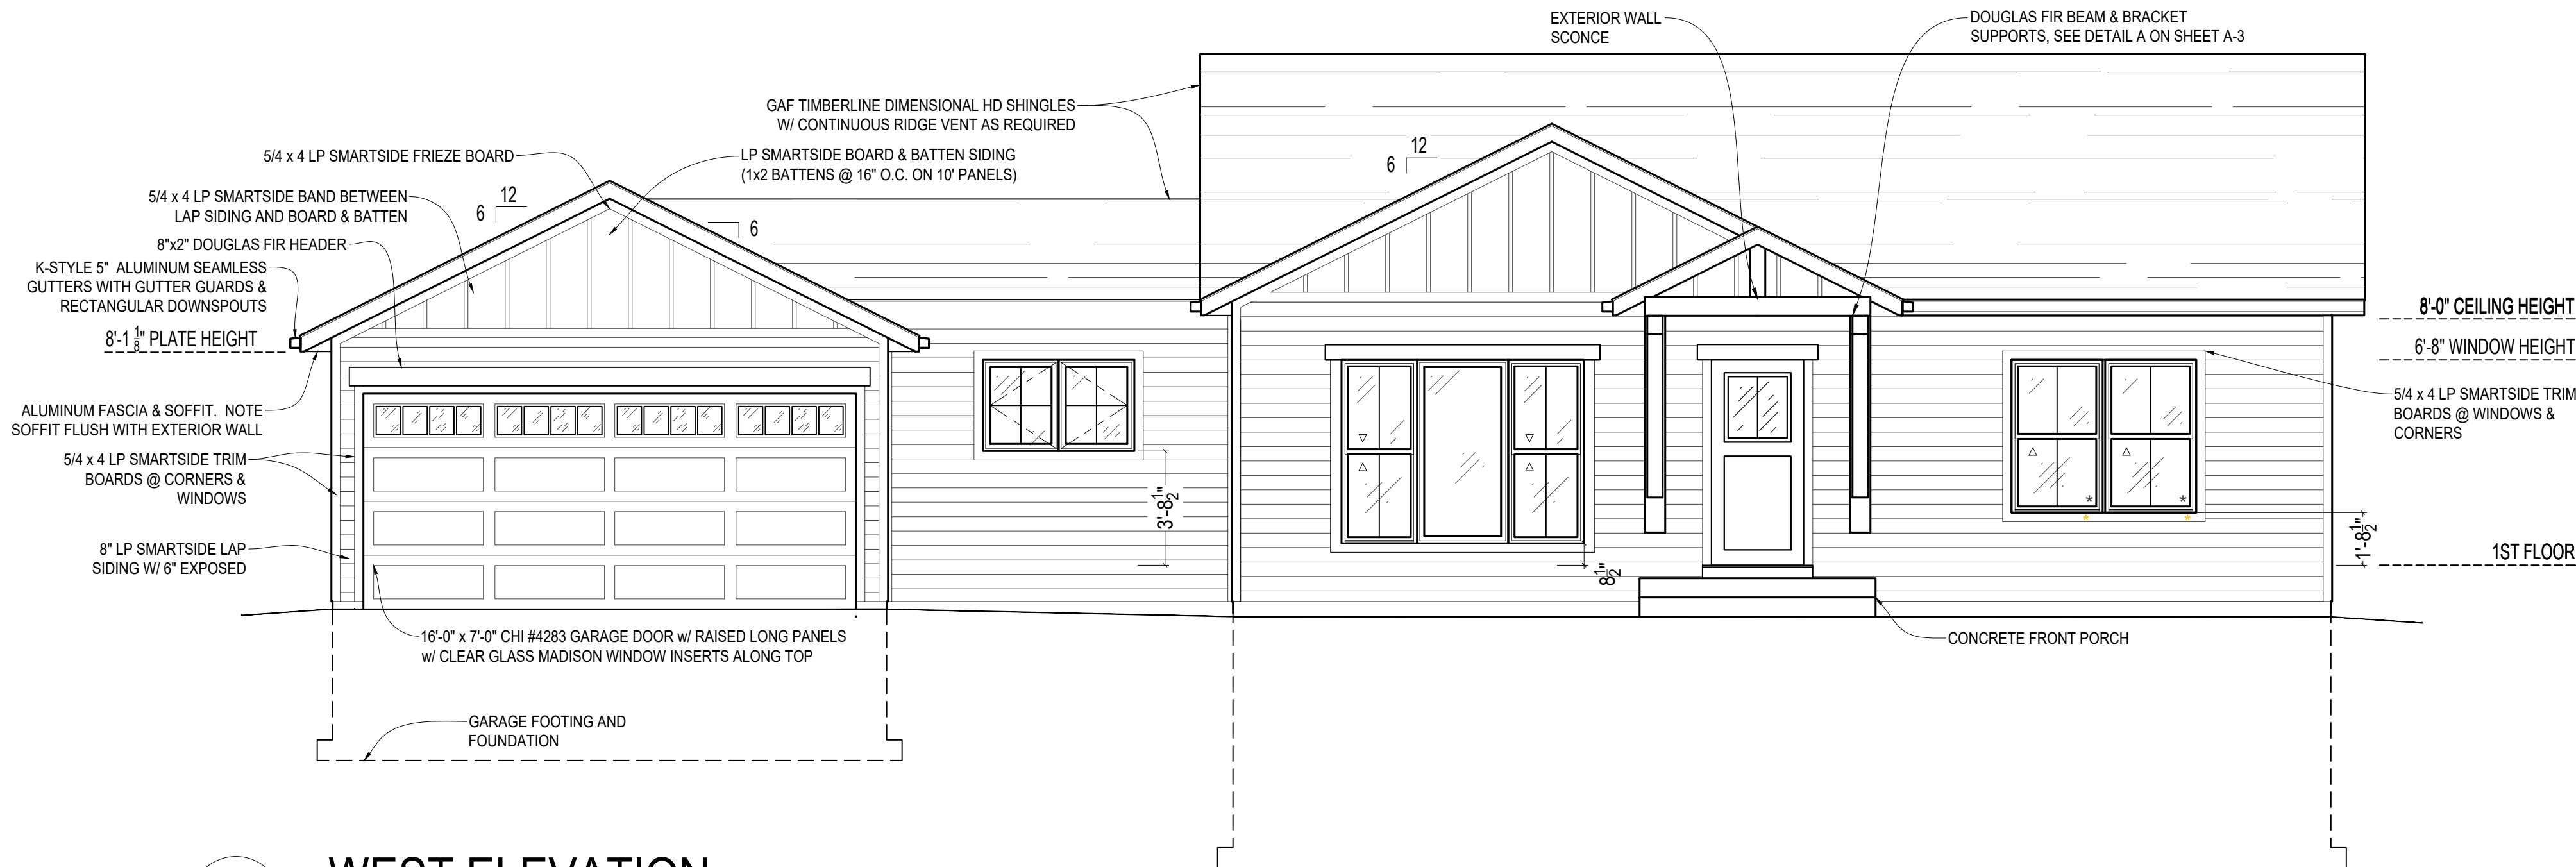 EXTERIOR WALL
SCONCE
DOUGLAS FIR BEAM & BRACKET
SUPPORTS, SEE DETAIL A ON SHEET A-3
GAF TIMBERLINE DIMENSIONAL HD SHINGLES
W/ CONTINUOUS RIDGE VENT AS REQUIRED
5/4 x 4 LP SMARTSIDE FRIEZE BOARD
LP SMARTSIDE BOARD & BATTEN SIDING
(1x2 BATTENS @ 16" O.C. ON 10' PANELS)
12
6
5/4 x 4 LP SMARTSIDE BAND BETWEEN
LAP SIDING AND BOARD & BATTEN
12
6
6
8"x2" DOUGLAS FIR HEADER
K-STYLE 5" ALUMINUM SEAMLESS
GUTTERS WITH GUTTER GUARDS &
RECTANGULAR DOWNSPOUTS
8'-1 1/8" PLATE HEIGHT
8'-0" CEILING HEIGHT
6'-8" WINDOW HEIGHT
ALUMINUM FASCIA & SOFFIT. NOTE
SOFFIT FLUSH WITH EXTERIOR WALL
5/4 x 4 LP SMARTSIDE TRIM
BOARDS @ WINDOWS &
CORNERS
5/4 x 4 LP SMARTSIDE TRIM
BOARDS @ CORNERS &
WINDOWS
3'-8 1/2"
* *
* *
8" LP SMARTSIDE LAP
SIDING W/ 6" EXPOSED
8 1/2"
1'-8 1/2"
1ST FLOOR
16'-0" x 7'-0" CHI #4283 GARAGE DOOR w/ RAISED LONG PANELS
w/ CLEAR GLASS MADISON WINDOW INSERTS ALONG TOP
CONCRETE FRONT PORCH
GARAGE FOOTING AND
FOUNDATION
WEST ELEVATION